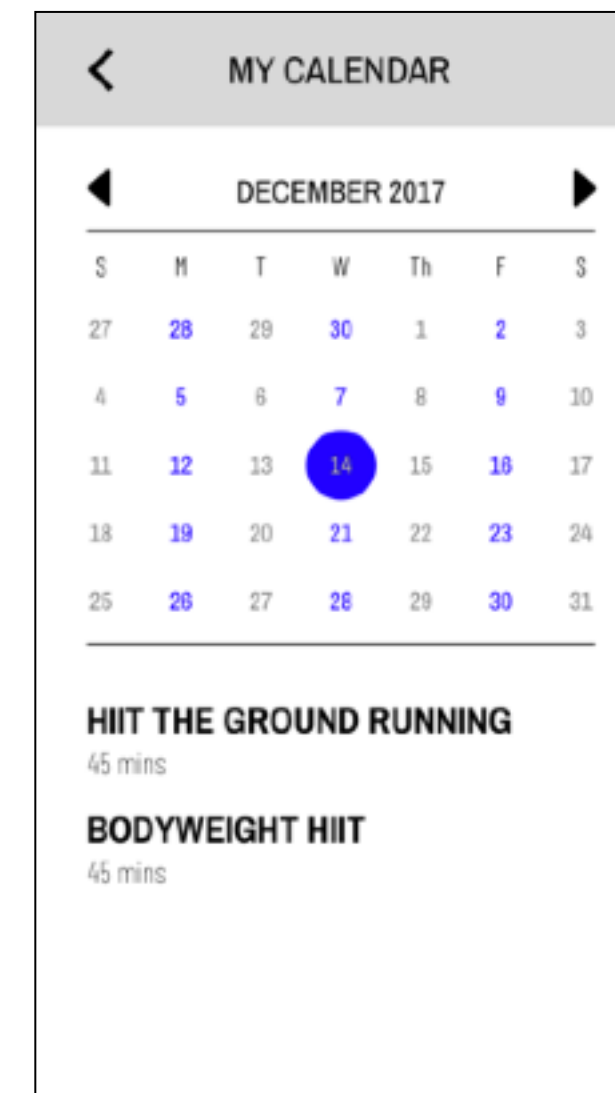 MY CALENDAR
DECEMBER 2017
S M T W Th F S
27 28 29 30 1 2 3
4 5 6 7 8 9 10
11 12 13 14 15 16 17
18 19 20 21 22 23 24
25 26 27 28 29 30 31
HIIT THE GROUND RUNNING
45 mins
BODYWEIGHT HIIT
45 mins